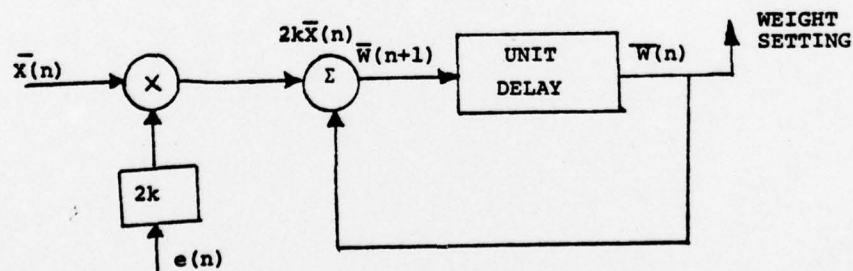 WEIGHT
SETTING
2kX̅(n)
X̅(n)
×
Σ
W̅(n+1)
UNIT
DELAY
W̅(n)
2k
e(n)